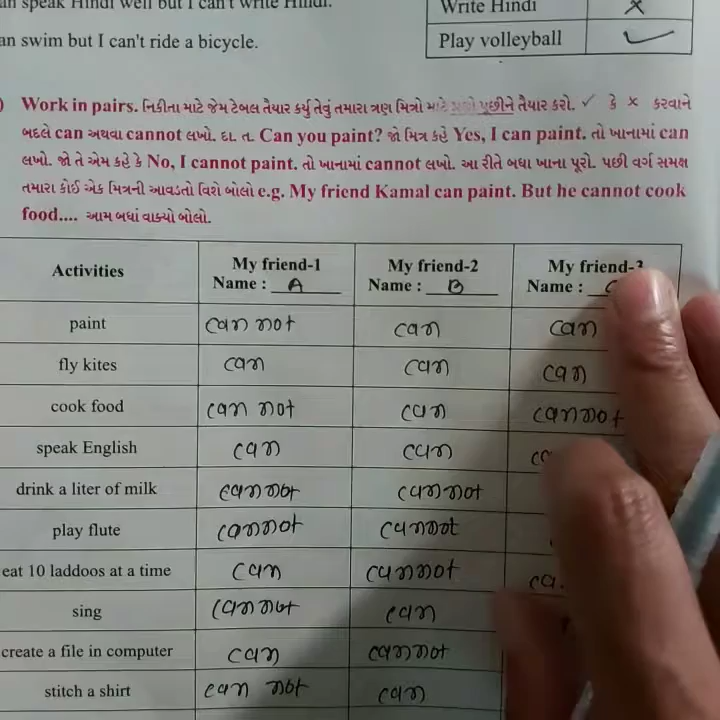 an speak Hindi well but I can't write Hindi.
Write Hindi ✗
an swim but I can't ride a bicycle.
Play volleyball ✓
) Work in pairs. નિકીતા માટે જેમ ટેબલ તૈયાર કર્યુ તેવું તમારા ત્રણ મિત્રો માટે પ્રશ્નો પૂછીને તૈયાર કરો. ✓ કે × કરવાને
બદલે can અથવા cannot લખો. દા. ત. Can you paint? જો મિત્ર કહે Yes, I can paint. તો ખાનામાં can
લખો. જો તે એમ કહે કે No, I cannot paint. તો ખાનામાં cannot લખો. આ રીતે બધા ખાના પૂરો. પછી વર્ગ સમક્ષ
તમારા કોઈ એક મિત્રની આવડતો વિશે બોલો e.g. My friend Kamal can paint. But he cannot cook
food.... આમ બધાં વાક્યો બોલો.
Activities
My friend-1
Name : A
My friend-2
Name : B
My friend-3
Name : C
paint can not can can
fly kites can can can
cook food can not can cannot
speak English can can
drink a liter of milk cannot cannot
play flute cannot cannot
eat 10 laddoos at a time can cannot ca
sing cannot can
create a file in computer can cannot
stitch a shirt can not can